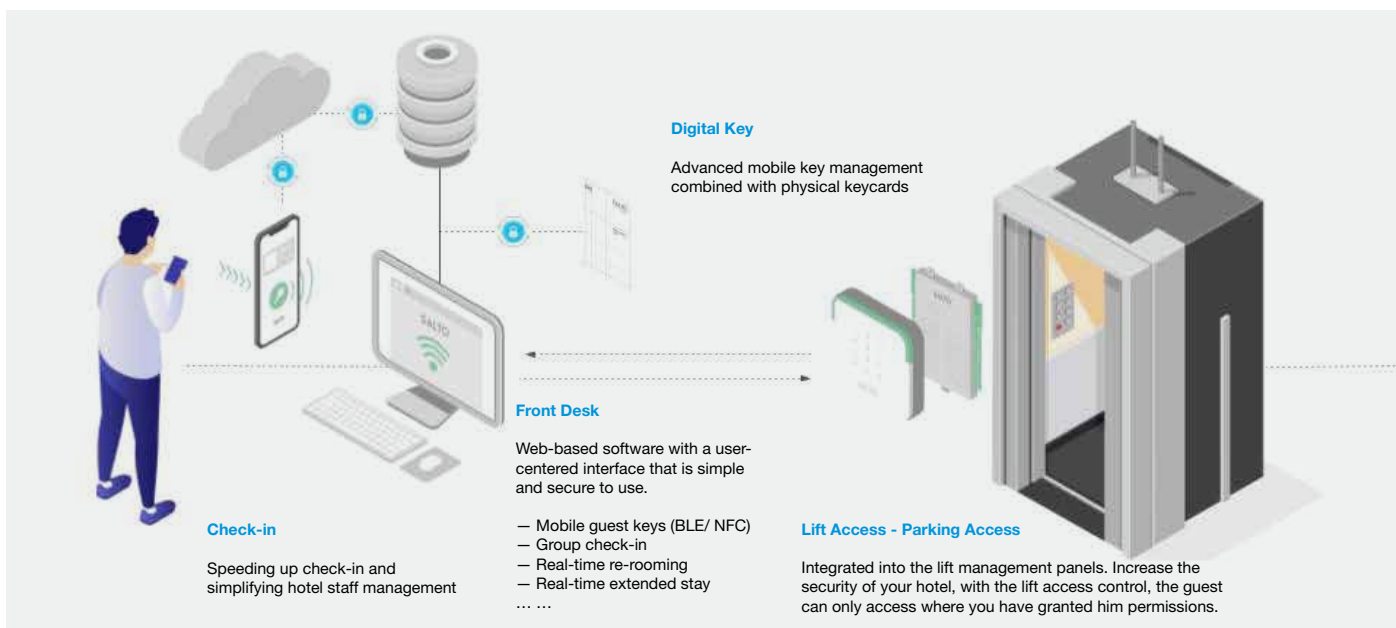 Digital Key
Advanced mobile key management
combined with physical keycards
SALTO
Front Desk
Web-based software with a user-
centered interface that is simple
and secure to use.
— Mobile guest keys (BLE/ NFC)
— Group check-in
— Real-time re-rooming
— Real-time extended stay
... ...
Check-in
Speeding up check-in and
simplifying hotel staff management
Lift Access - Parking Access
Integrated into the lift management panels. Increase the
security of your hotel, with the lift access control, the guest
can only access where you have granted him permissions.